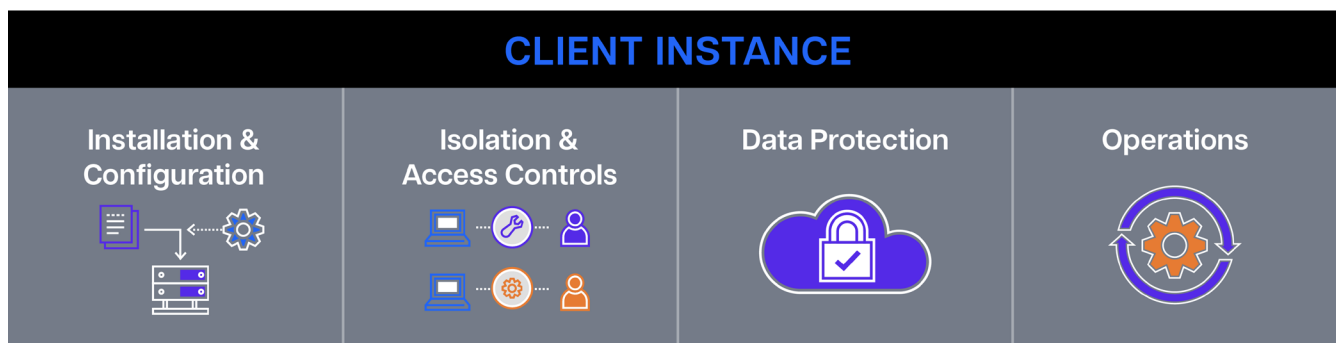 CLIENT INSTANCE
Installation &
Configuration
Isolation &
Access Controls
Data Protection
Operations